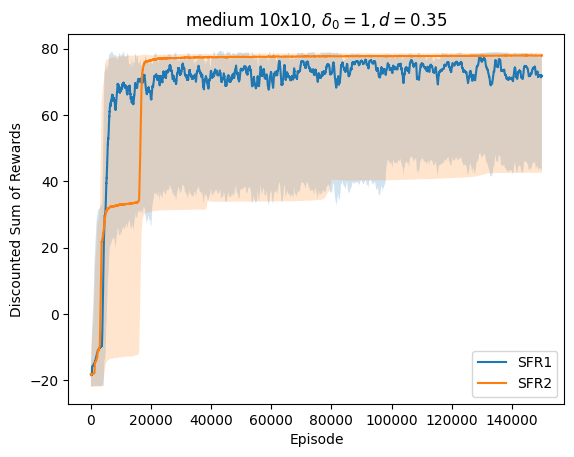 medium 10x10, δ₀ = 1, d = 0.35
Discounted Sum of Rewards
80
60
40
20
0
−20
0 20000 40000 60000 80000 100000 120000 140000
Episode
SFR1
SFR2